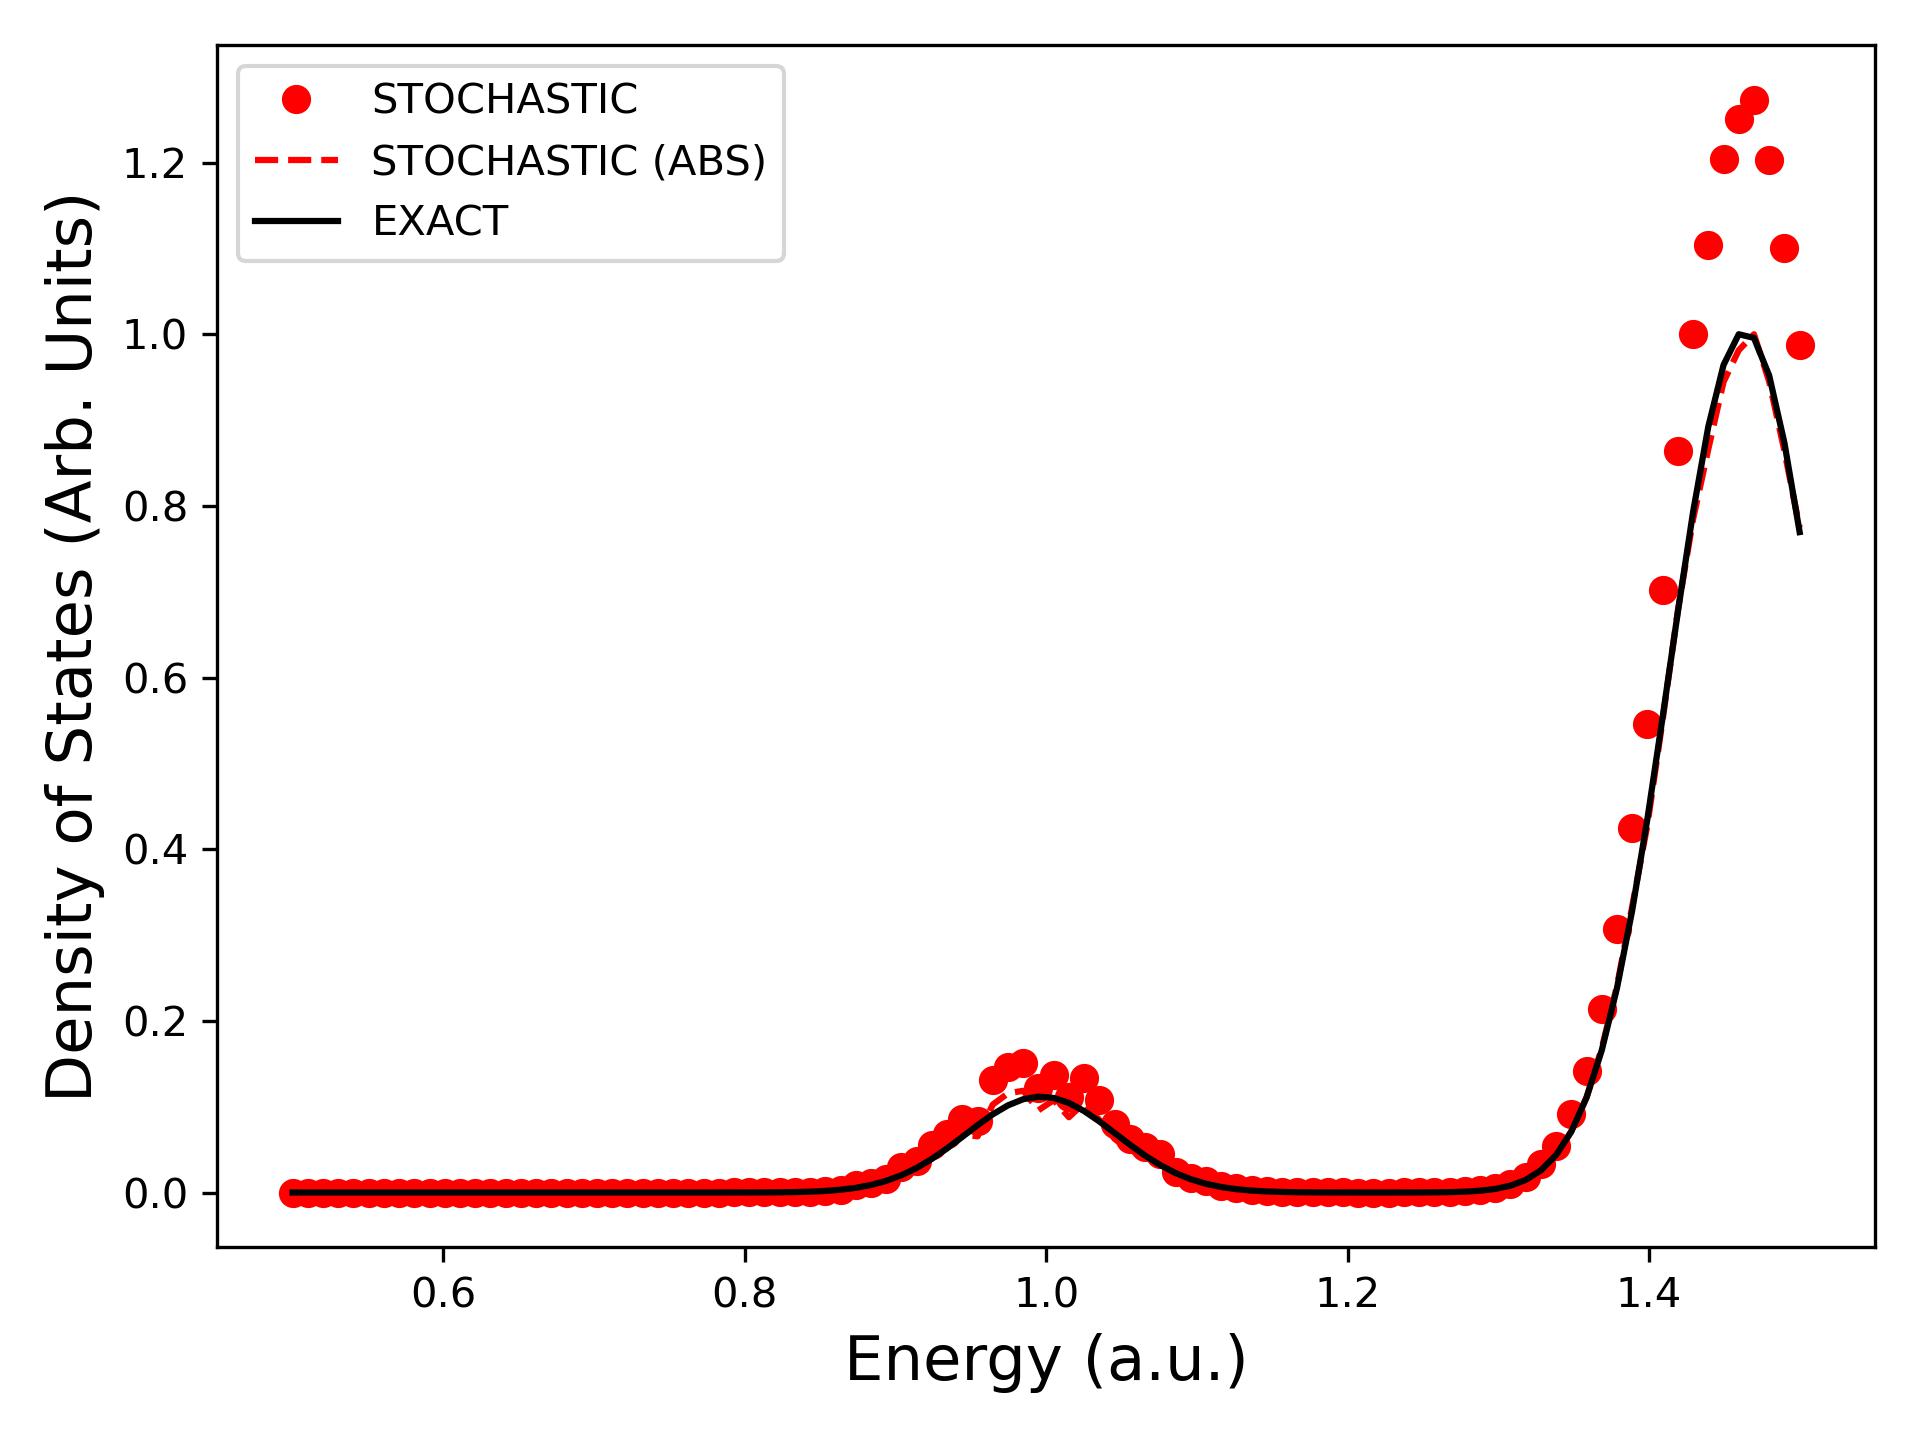 STOCHASTIC
STOCHASTIC (ABS)
EXACT
Density of States (Arb. Units)
1.2
1.0
0.8
0.6
0.4
0.2
0.0
0.6 0.8 1.0 1.2 1.4
Energy (a.u.)